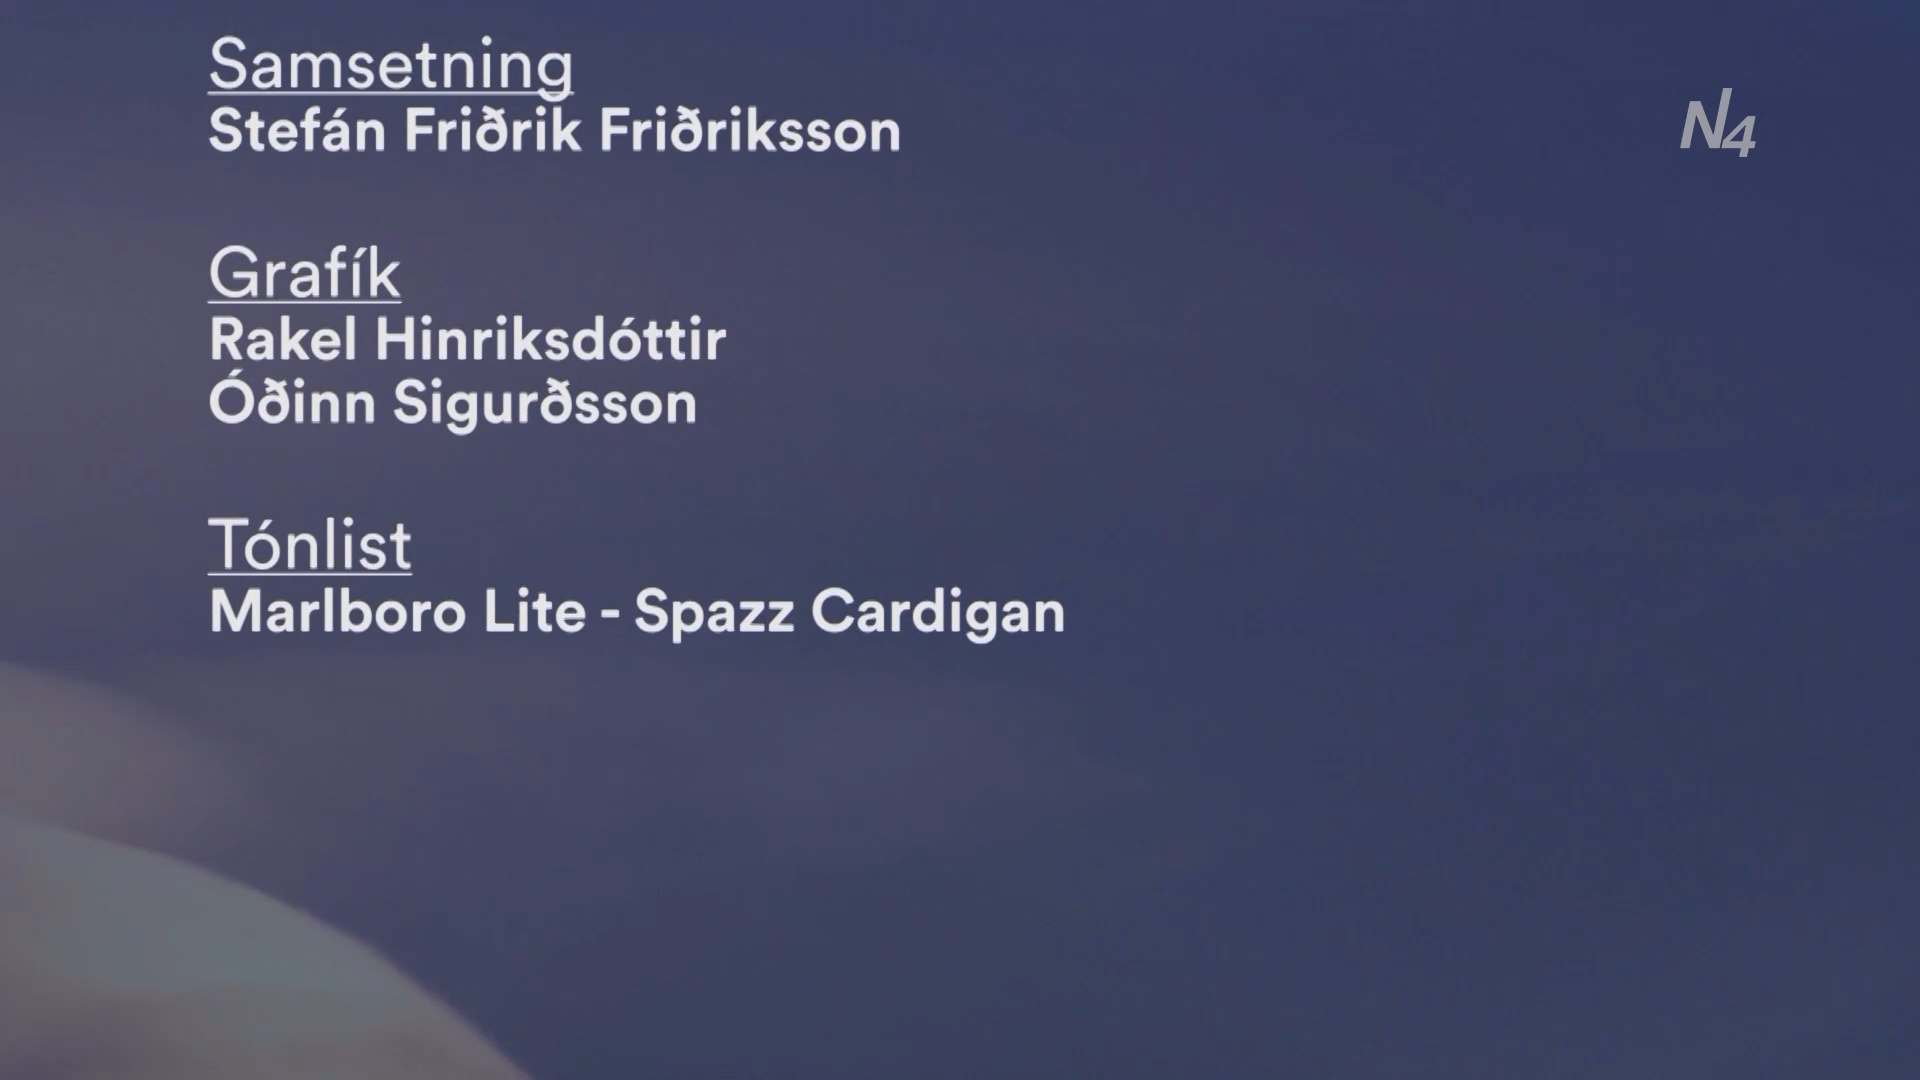 Samsetning
Stefán Friðrik Friðriksson
N4
Grafík
Rakel Hinriksdóttir
Óðinn Sigurðsson
Tónlist
Marlboro Lite - Spazz Cardigan